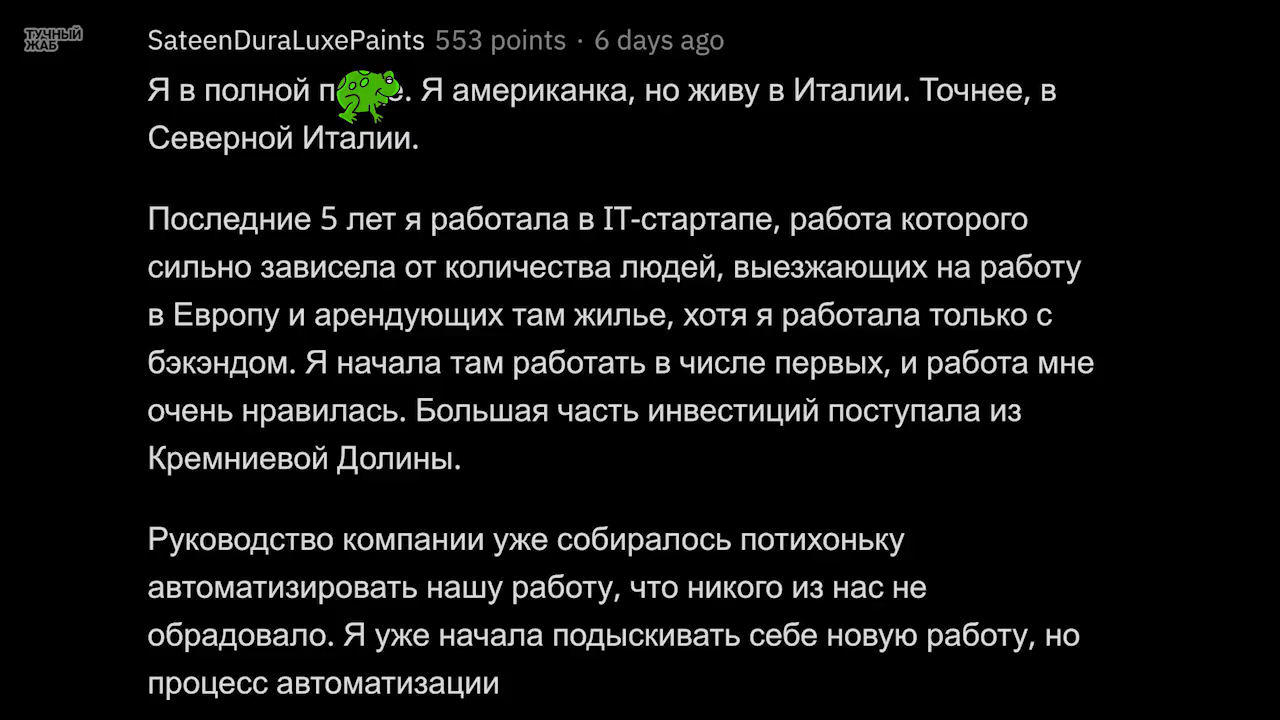 ТУЧНЫЙ
ЖАБ
SateenDuraLuxePaints 553 points · 6 days ago
Я в полной п е. Я американка, но живу в Италии. Точнее, в
Северной Италии.
Последние 5 лет я работала в IT-стартапе, работа которого
сильно зависела от количества людей, выезжающих на работу
в Европу и арендующих там жилье, хотя я работала только с
бэкэндом. Я начала там работать в числе первых, и работа мне
очень нравилась. Большая часть инвестиций поступала из
Кремниевой Долины.
Руководство компании уже собиралось потихоньку
автоматизировать нашу работу, что никого из нас не
обрадовало. Я уже начала подыскивать себе новую работу, но
процесс автоматизации